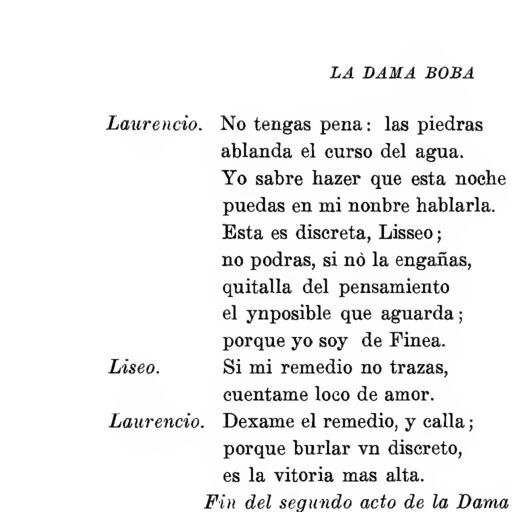 LA DAMA BOBA
Laurencio. No tengas pena: las piedras
ablanda el curso del agua.
Yo sabre hazer que esta noche
puedas en mi nonbre hablarla.
Esta es discreta, Lisseo;
no podras, si nò la engañas,
quitalla del pensamiento
el ynposible que aguarda;
porque yo soy de Finea.
Liseo. Si mi remedio no trazas,
cuentame loco de amor.
Laurencio. Dexame el remedio, y calla;
porque burlar vn discreto,
es la vitoria mas alta.
Fin del segundo acto de la Dama